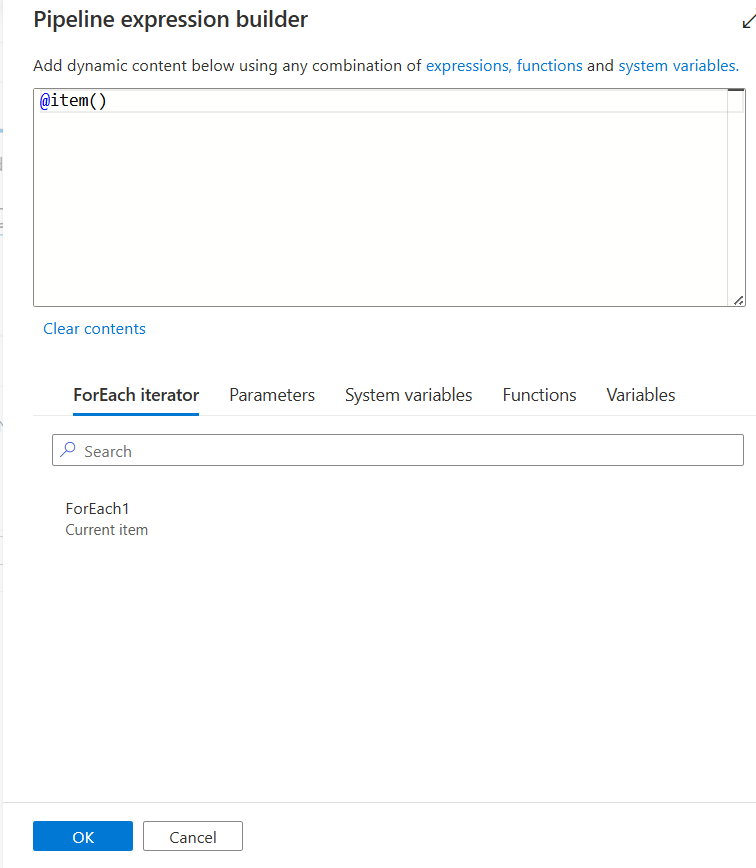 Pipeline expression builder
Add dynamic content below using any combination of expressions, functions and system variables.
@item()
Clear contents
ForEach iterator Parameters System variables Functions Variables
Search
ForEach1
Current item
OK Cancel